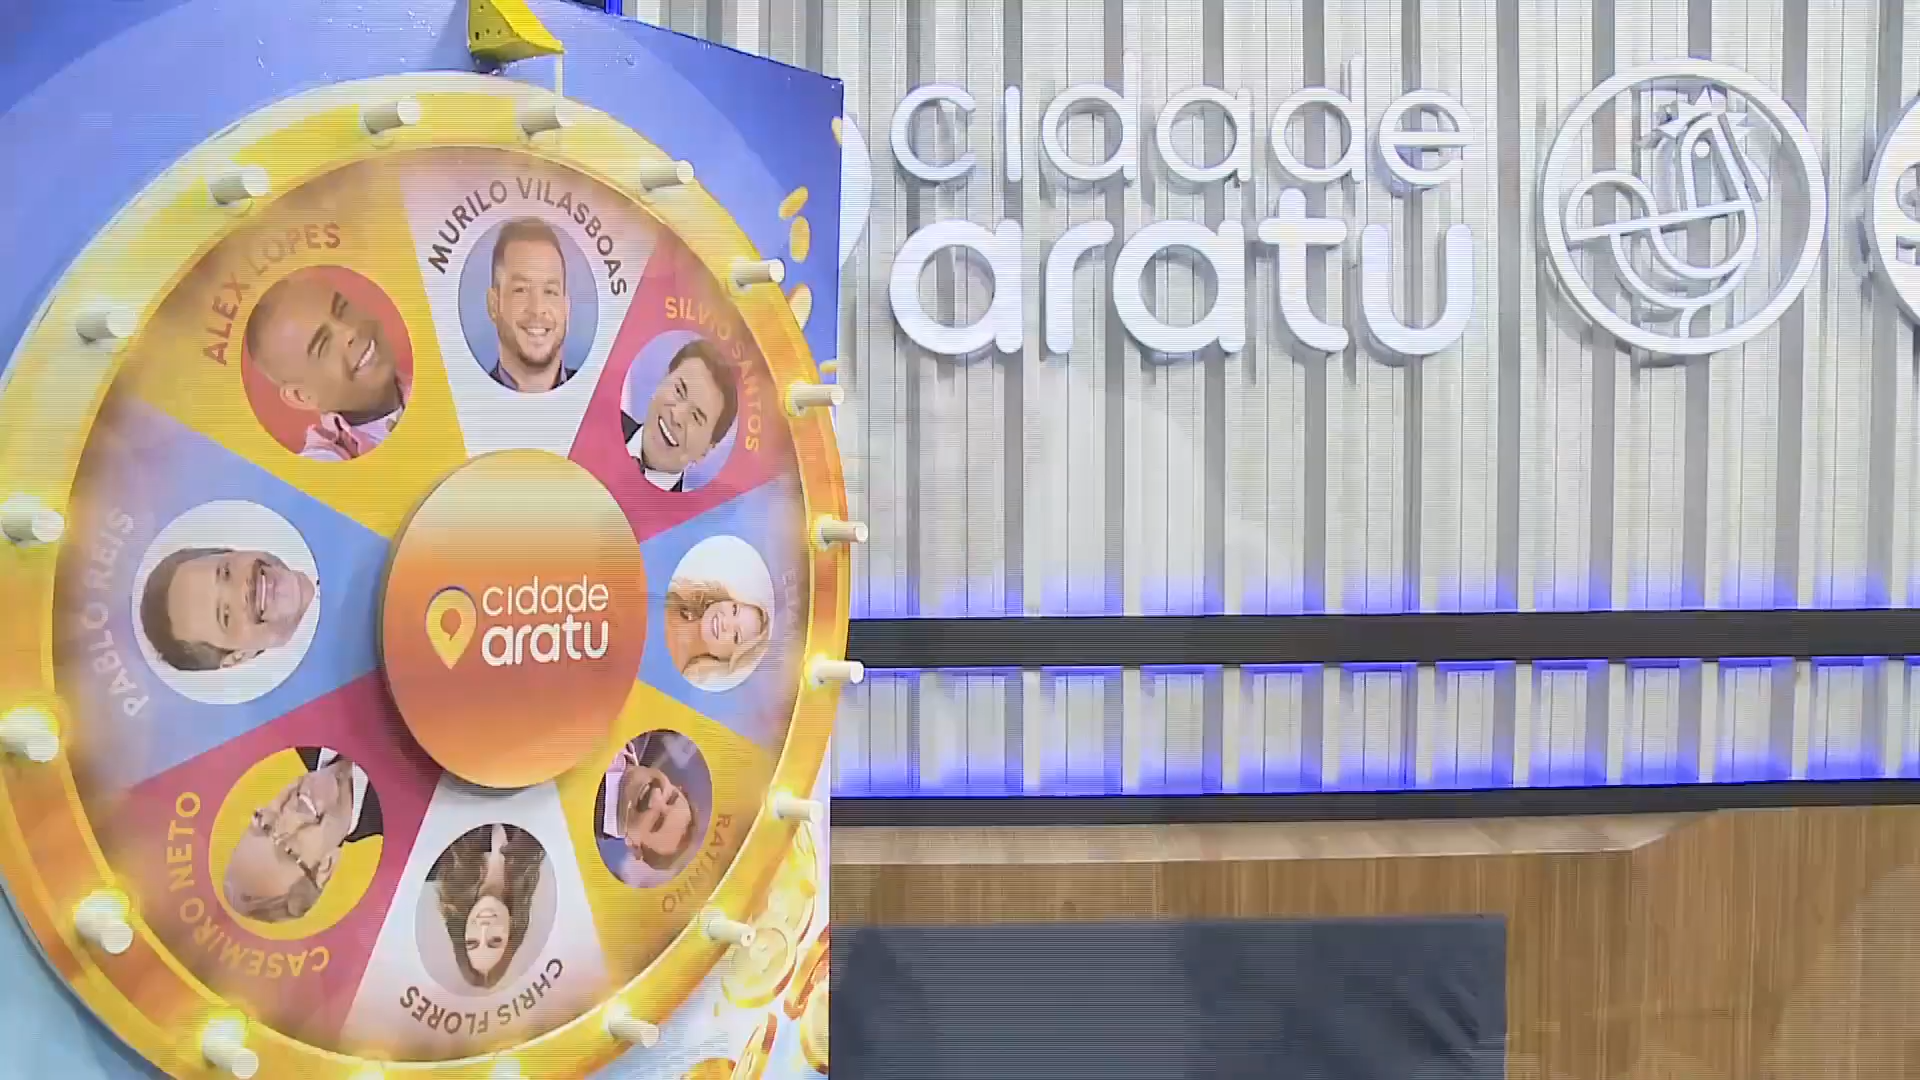 cidade
aratu
MURILO VILASBOAS
ALEX LOPES
SILVIO SANTOS
PABLO REIS
cidade
aratu
CASEMIRO NETO
RATINHO
CHRIS FLORES